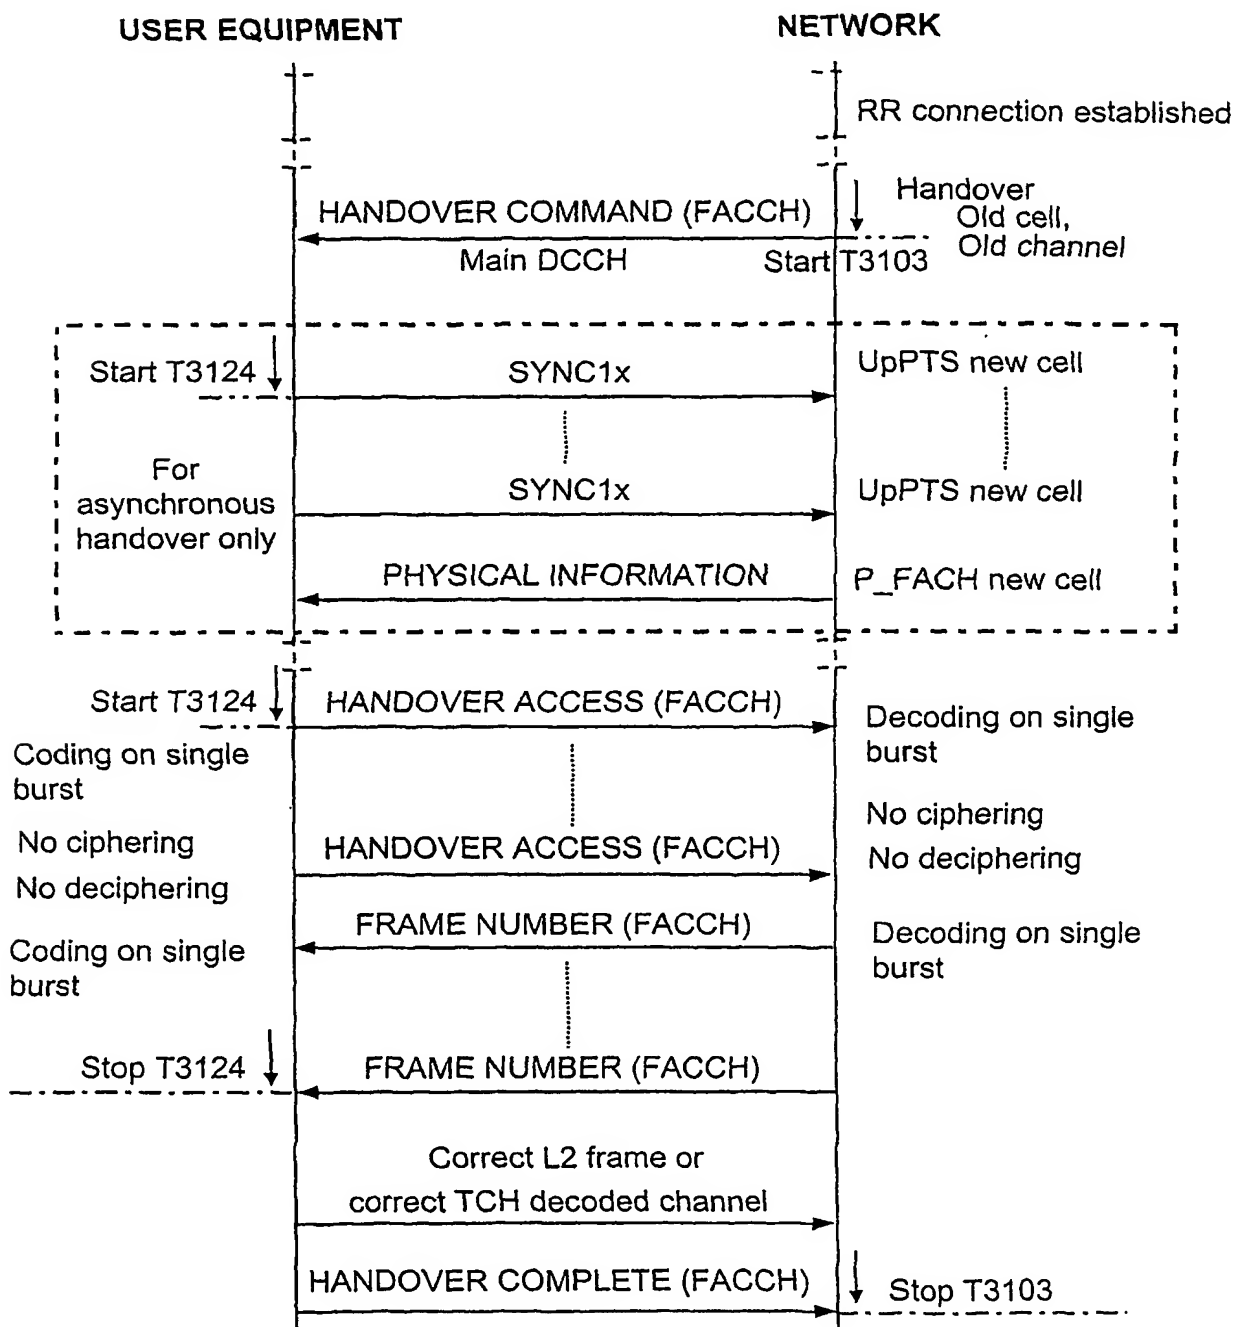 USER EQUIPMENT
NETWORK
RR connection established
HANDOVER COMMAND (FACCH)
Handover
Old cell,
Old channel
Main DCCH
Start T3103
Start T3124
SYNC1x
UpPTS new cell
For
asynchronous
handover only
SYNC1x
UpPTS new cell
PHYSICAL INFORMATION
P_FACH new cell
Start T3124
HANDOVER ACCESS (FACCH)
Decoding on single
burst
Coding on single
burst
No ciphering
No deciphering
HANDOVER ACCESS (FACCH)
No ciphering
No deciphering
FRAME NUMBER (FACCH)
Coding on single
burst
Decoding on single
burst
Stop T3124
FRAME NUMBER (FACCH)
Correct L2 frame or
correct TCH decoded channel
HANDOVER COMPLETE (FACCH)
Stop T3103